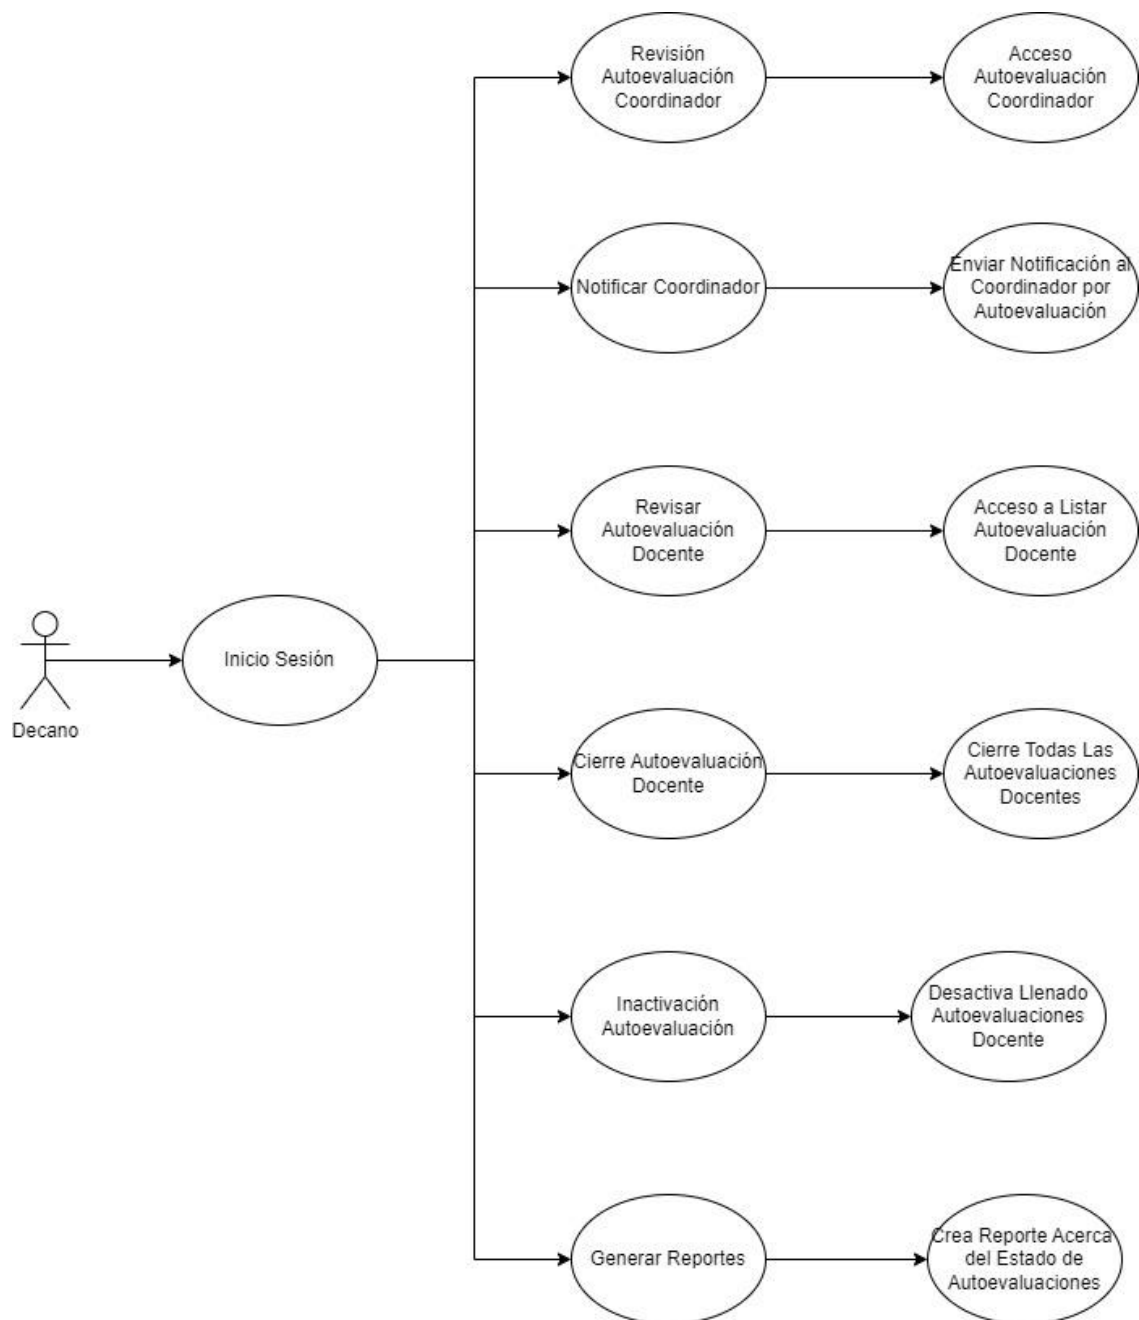 Revisión
Autoevaluación
Coordinador
Acceso
Autoevaluación
Coordinador
Notificar Coordinador
Enviar Notificación al
Coordinador por
Autoevaluación
Revisar
Autoevaluación
Docente
Acceso a Listar
Autoevaluación
Docente
Inicio Sesión
Decano
Cierre Autoevaluación
Docente
Cierre Todas Las
Autoevaluaciones
Docentes
Inactivación
Autoevaluación
Desactiva Llenado
Autoevaluaciones
Docente
Generar Reportes
Crea Reporte Acerca
del Estado de
Autoevaluaciones